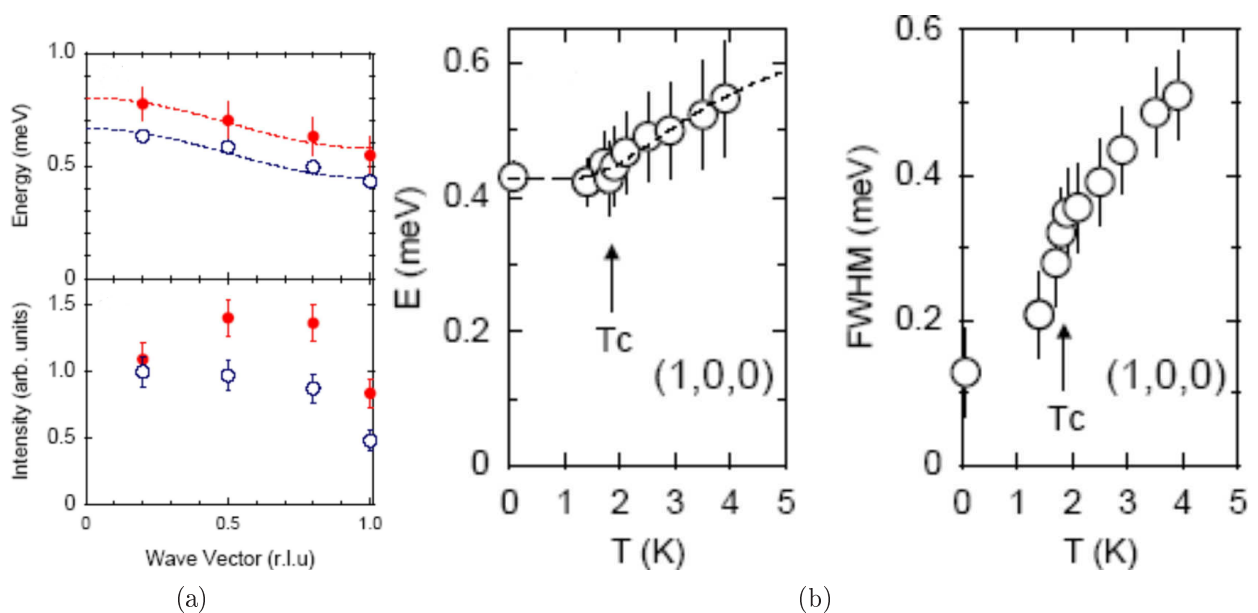 1.0
0.5
0
Energy (meV)
1.5
1.0
0.5
0
Intensity (arb. units)
0
0.5
1.0
Wave Vector (r.l.u)
(a)
0.6
0.4
0.2
0
E (meV)
Tc
(1,0,0)
0 1 2 3 4 5
T (K)
0.6
0.4
0.2
0
FWHM (meV)
Tc
(1,0,0)
0 1 2 3 4 5
T (K)
(b)